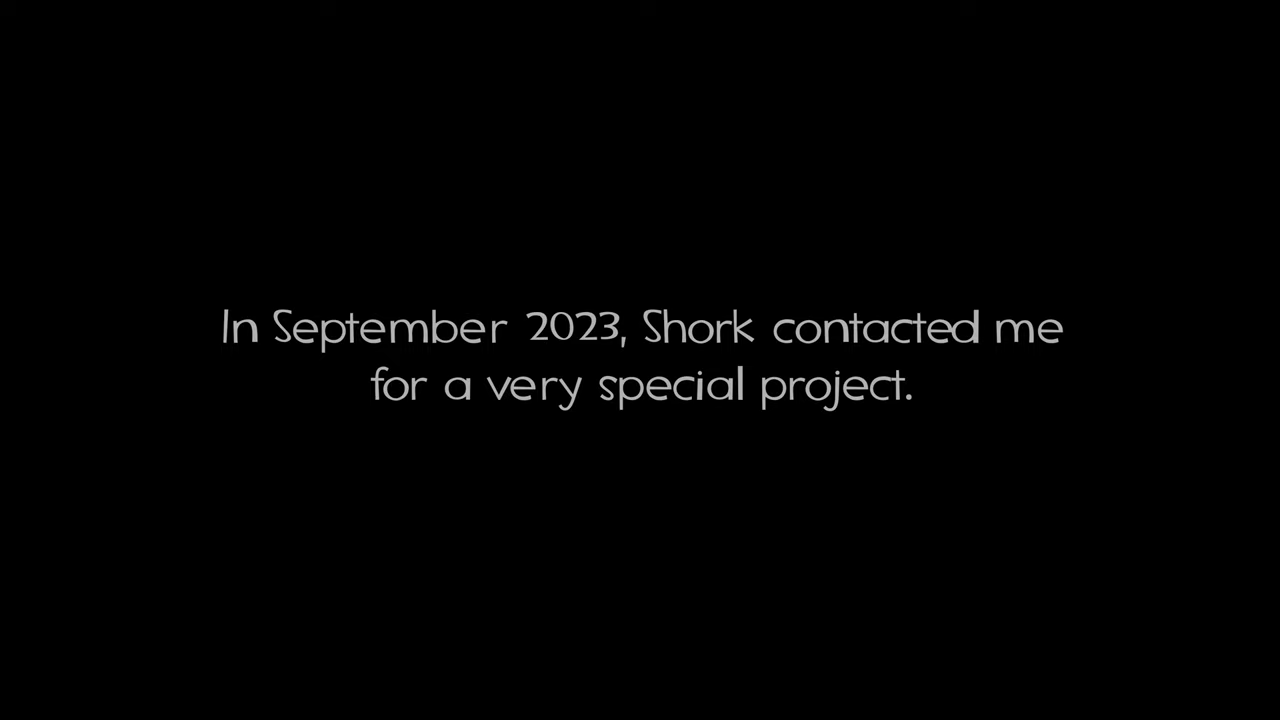 In September 2023, Shork contacted me
for a very special project.